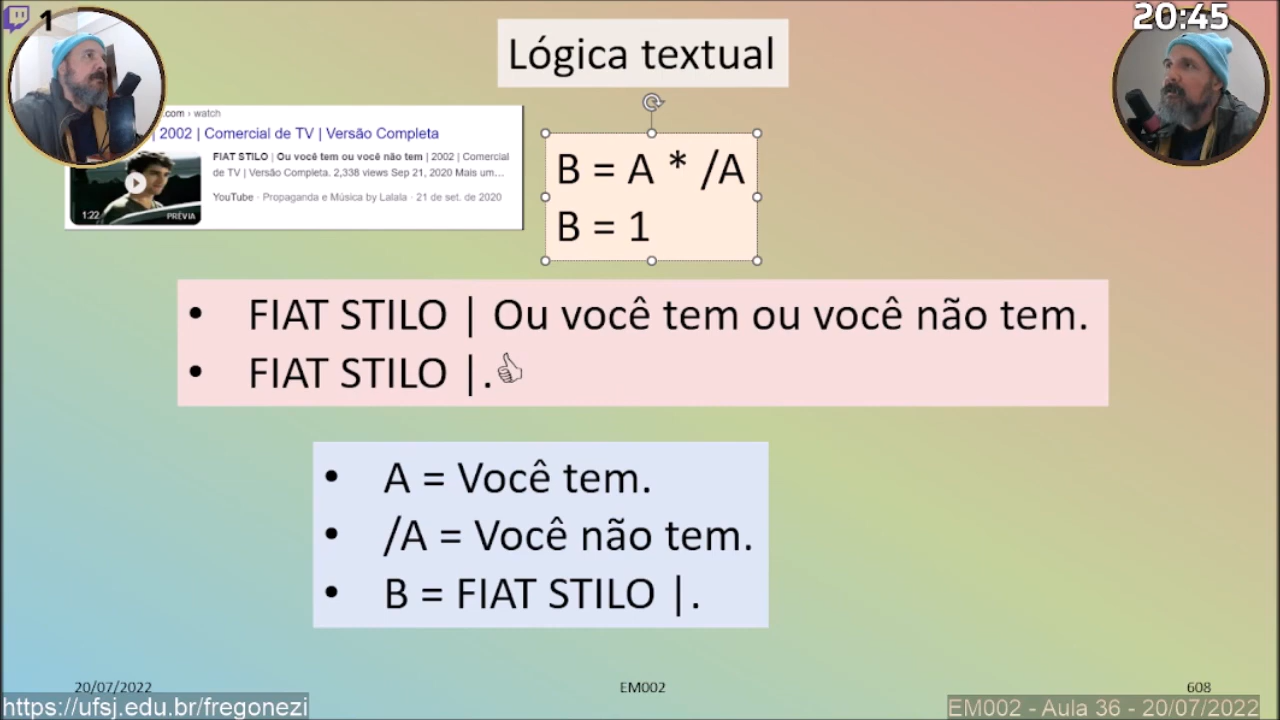 1
20:45
Lógica textual
.com › watch
| 2002 | Comercial de TV | Versão Completa
FIAT STILO | Ou você tem ou você não tem | 2002 | Comercial
de TV | Versão Completa. 2,338 views Sep 21, 2020 Mais um...
YouTube · Propaganda e Música by Lalala · 21 de set. de 2020
1:22
PRÉVIA
B = A * /A
B = 1
• FIAT STILO | Ou você tem ou você não tem.
• FIAT STILO |.👍
• A = Você tem.
• /A = Você não tem.
• B = FIAT STILO |.
20/07/2022
EM002
608
https://ufsj.edu.br/fregonezi
EM002 - Aula 36 - 20/07/2022